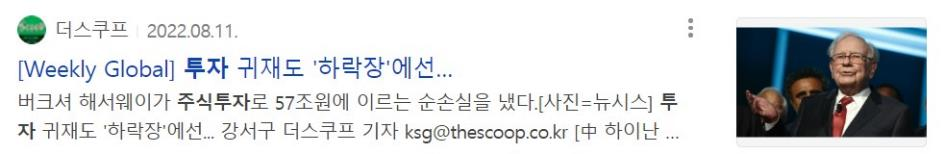 더스쿠프 2022.08.11.
[Weekly Global] 투자 귀재도 '하락장'에선...
버크셔 해서웨이가 주식투자로 57조원에 이르는 순손실을 냈다.[사진=뉴시스] 투
자 귀재도 '하락장'에선... 강서구 더스쿠프 기자 ksg@thescoop.co.kr [中 하이난 ...